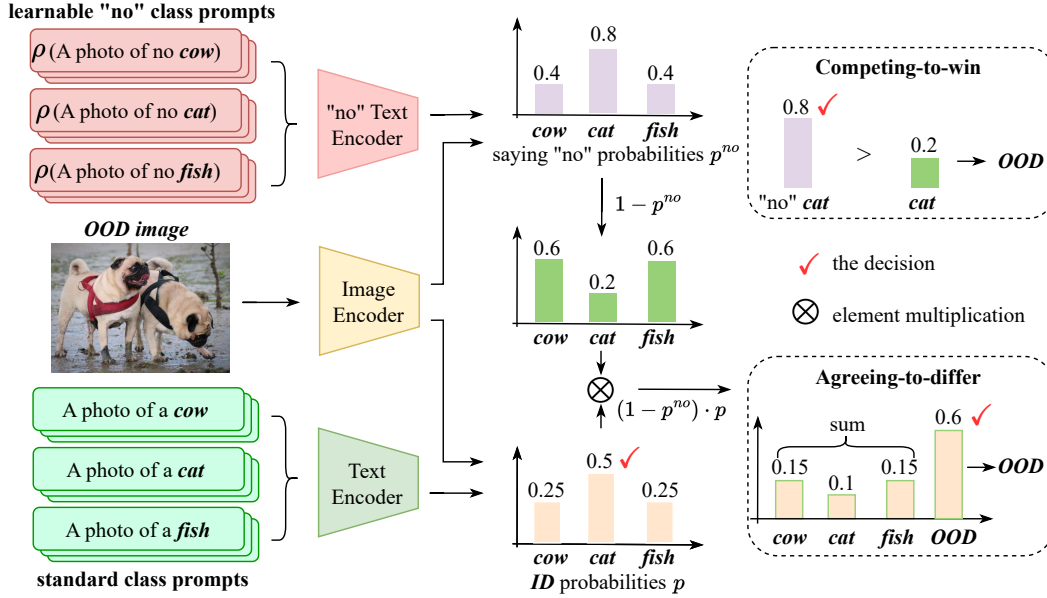 learnable "no" class prompts
ρ (A photo of no cow)
ρ (A photo of no cat)
ρ (A photo of no fish)
"no" Text
Encoder
0.4
0.8
0.4
cow cat fish
saying "no" probabilities p^{no}
1 − p^{no}
Competing-to-win
0.8
>
0.2
OOD
"no" cat
cat
OOD image
Image
Encoder
0.6
0.2
0.6
cow cat fish
the decision
element multiplication
(1 − p^{no}) · p
standard class prompts
A photo of a cow
A photo of a cat
A photo of a fish
Text
Encoder
0.25
0.5
0.25
cow cat fish
ID probabilities p
Agreeing-to-differ
sum
0.15
0.1
0.15
0.6
OOD
cow cat fish OOD